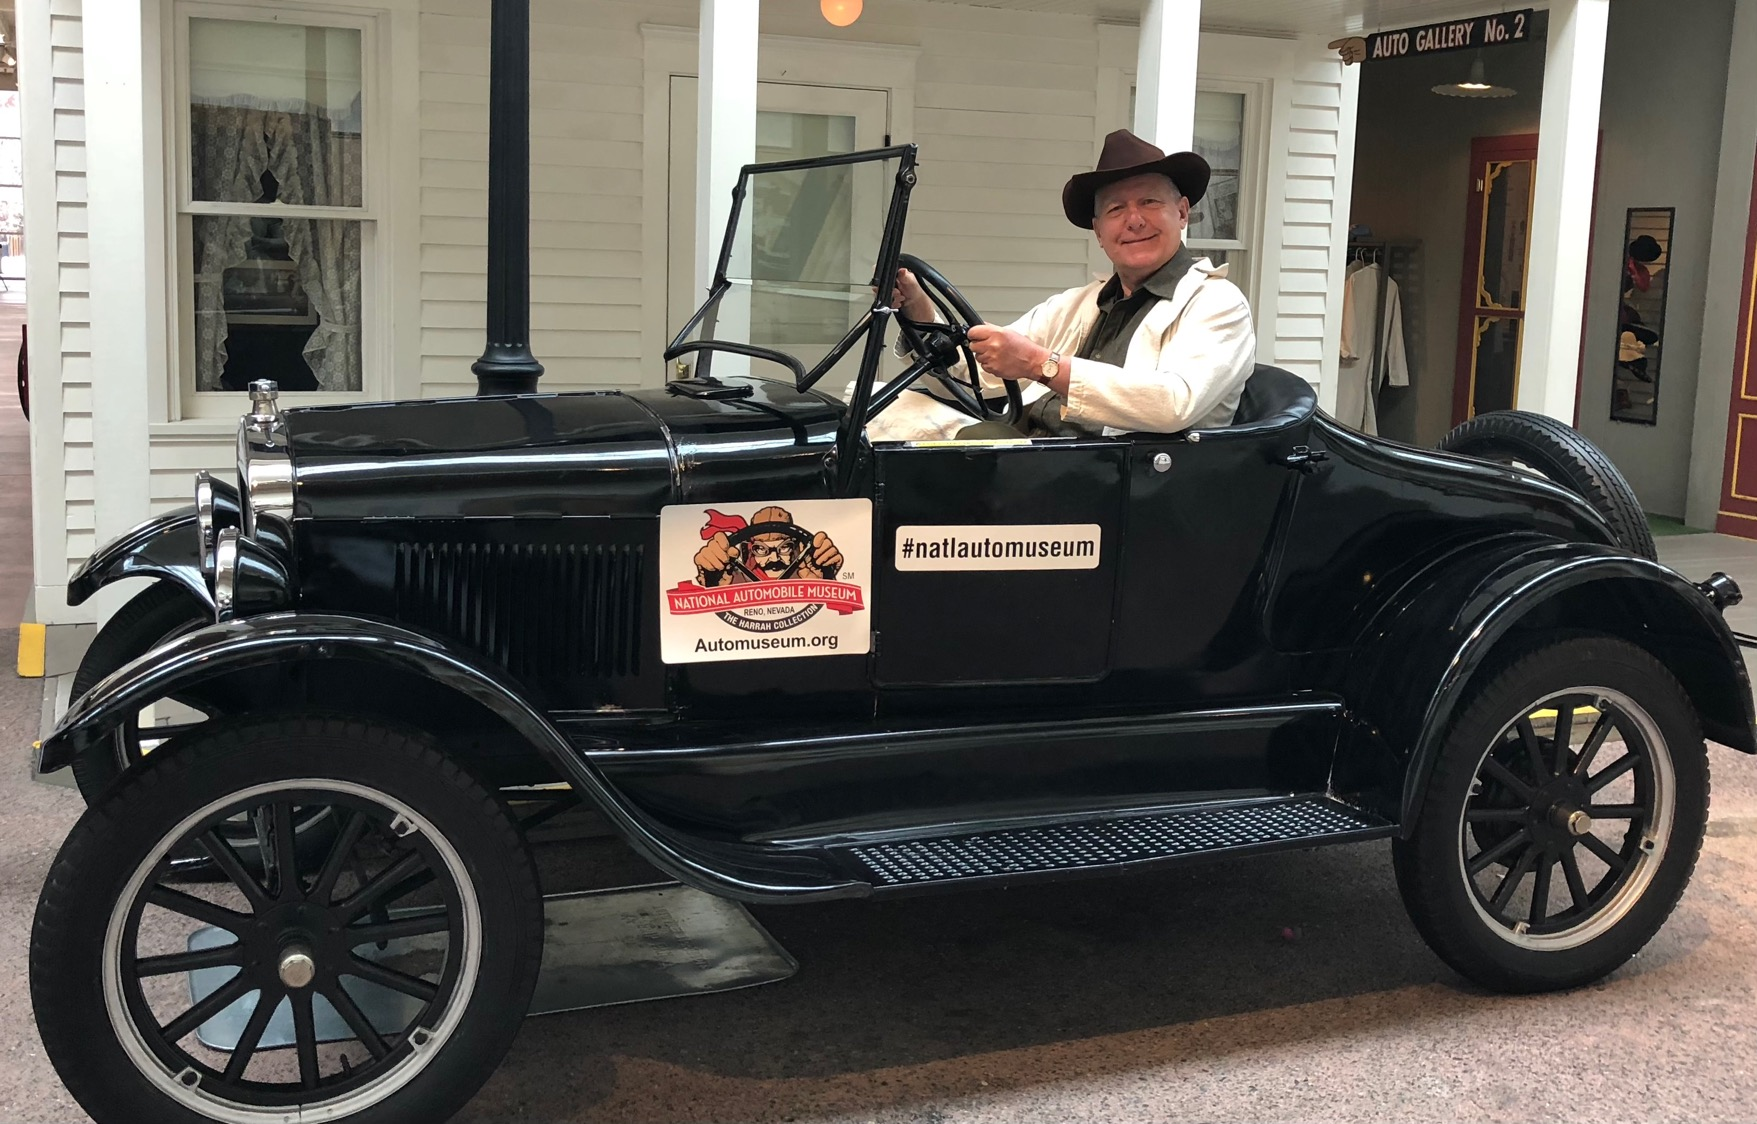 AUTO GALLERY No. 2
#natlautomuseum
SM
NATIONAL AUTOMOBILE MUSEUM
RENO, NEVADA
THE HARRAH COLLECTION
Automuseum.org